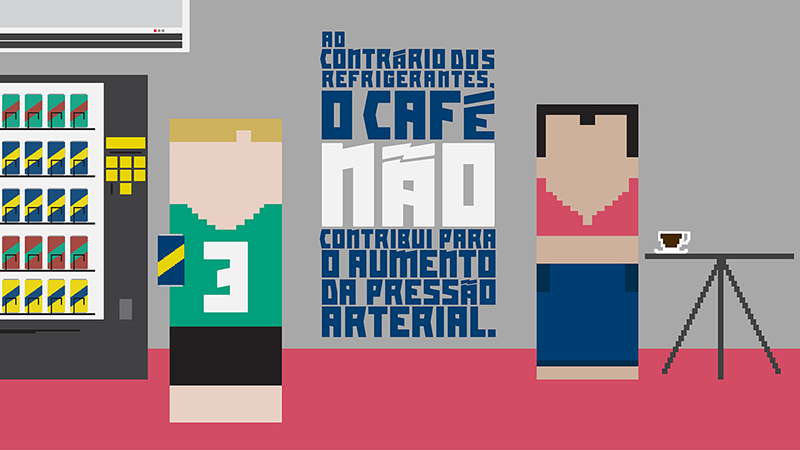 AO
CONTRÁRIO DOS
REFRIGERANTES,
O CAFÉ
NÃO
CONTRIBUI PARA
O AUMENTO
DA PRESSÃO
ARTERIAL.
3